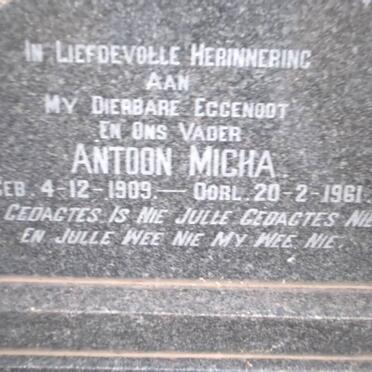 IN LIEFDEVOLLE HERINNERING
AAN
MY DIERBARE EGGENOOT
EN ONS VADER
ANTOON MICHA
GEB. 4-12-1909. — OORL. 20-2-1961.
GEDAGTES IS NIE JULLE GEDAGTES NIE
EN JULLE WEE NIE MY WEE NIE.